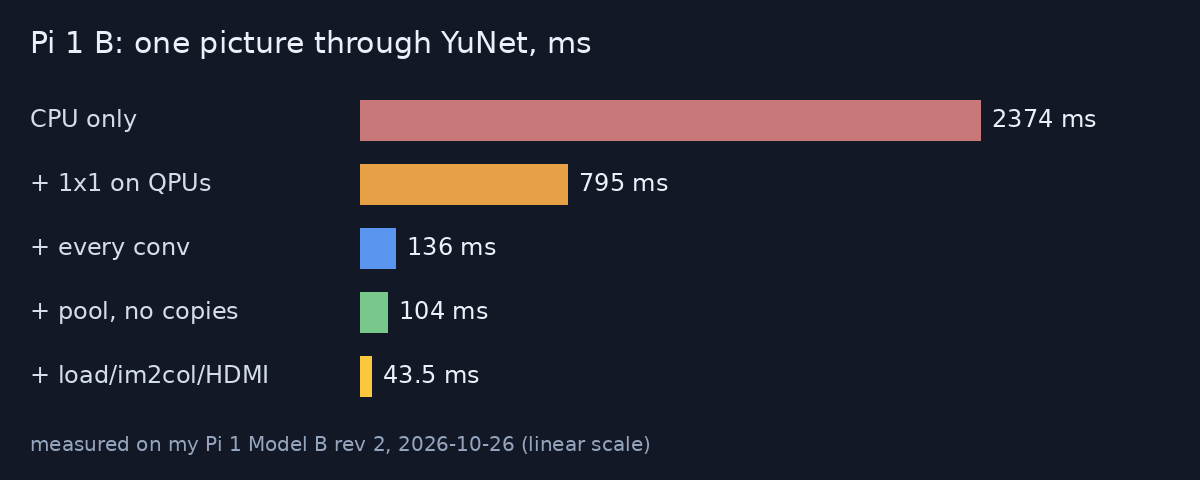 Pi 1 B: one picture through YuNet, ms
CPU only 2374 ms
+ 1x1 on QPUs 795 ms
+ every conv 136 ms
+ pool, no copies 104 ms
+ load/im2col/HDMI 43.5 ms
measured on my Pi 1 Model B rev 2, 2026-10-26 (linear scale)